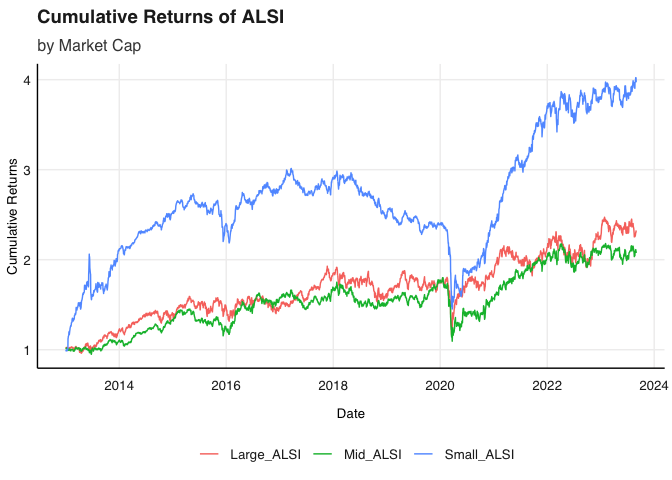 Cumulative Returns of ALSI
by Market Cap
4
3
2
1
Cumulative Returns
2014 2016 2018 2020 2022 2024
Date
Large_ALSI Mid_ALSI Small_ALSI